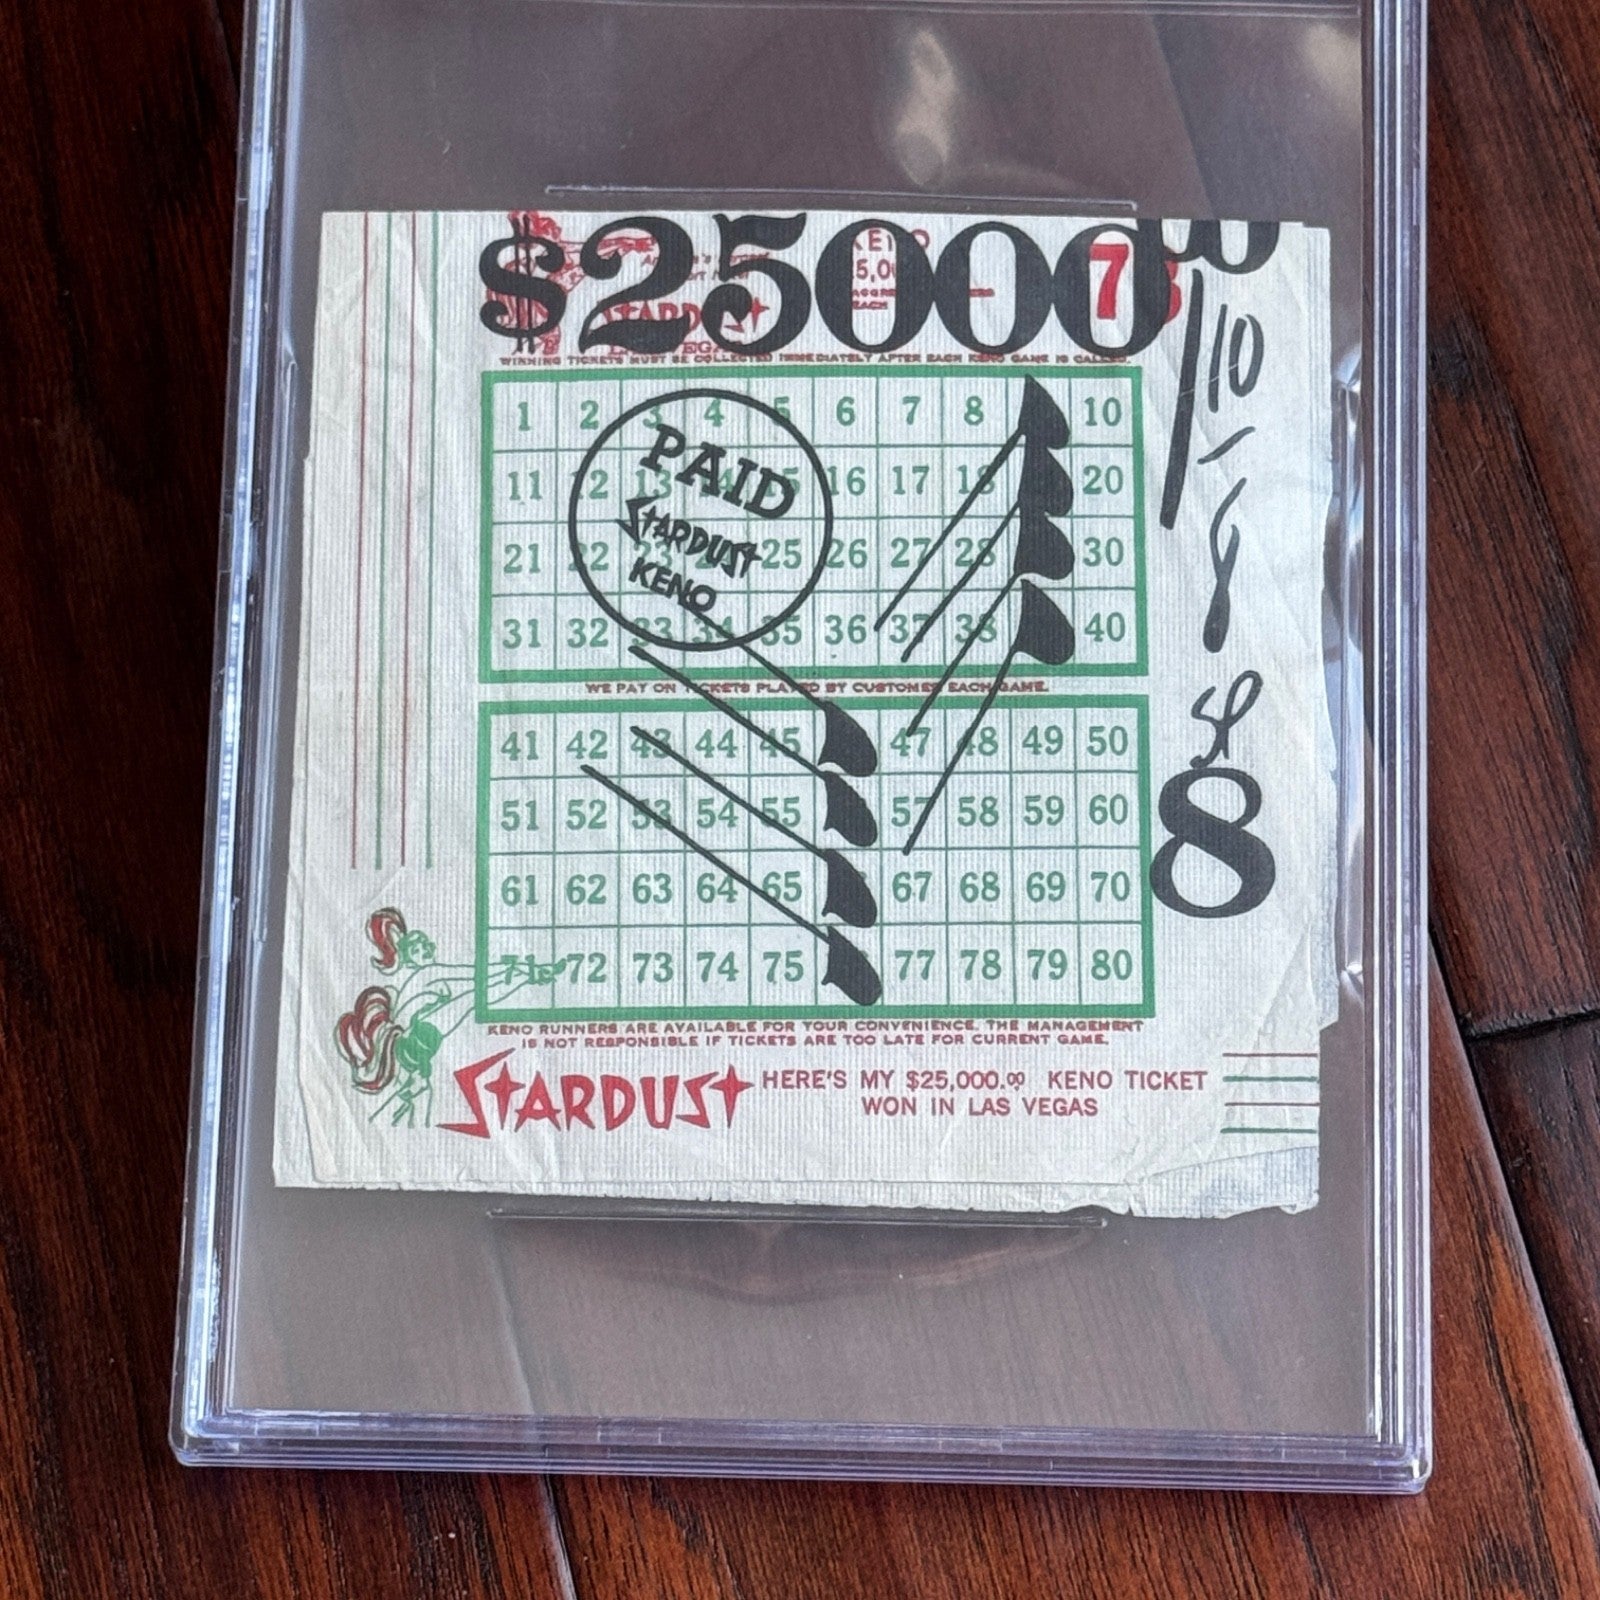 $25000 00
7
WINNING TICKETS MUST BE COLLECTED IMMEDIATELY AFTER EACH KENO GAME IS CALLED.
1 2 3 4 5 6 7 8 10
11 12 13 14 15 16 17 18 20
21 22 23 25 26 27 28 30
31 32 33 34 35 36 37 38 40
PAID
STARDUST
KENO
WE PAY ON TICKETS PLAYED BY CUSTOMER EACH GAME.
41 42 43 44 45 47 48 49 50
51 52 53 54 55 57 58 59 60
61 62 63 64 65 67 68 69 70
71 72 73 74 75 77 78 79 80
/10
8
8
KENO RUNNERS ARE AVAILABLE FOR YOUR CONVENIENCE. THE MANAGEMENT
IS NOT RESPONSIBLE IF TICKETS ARE TOO LATE FOR CURRENT GAME.
STARDUST HERE'S MY $25,000.00 KENO TICKET
WON IN LAS VEGAS